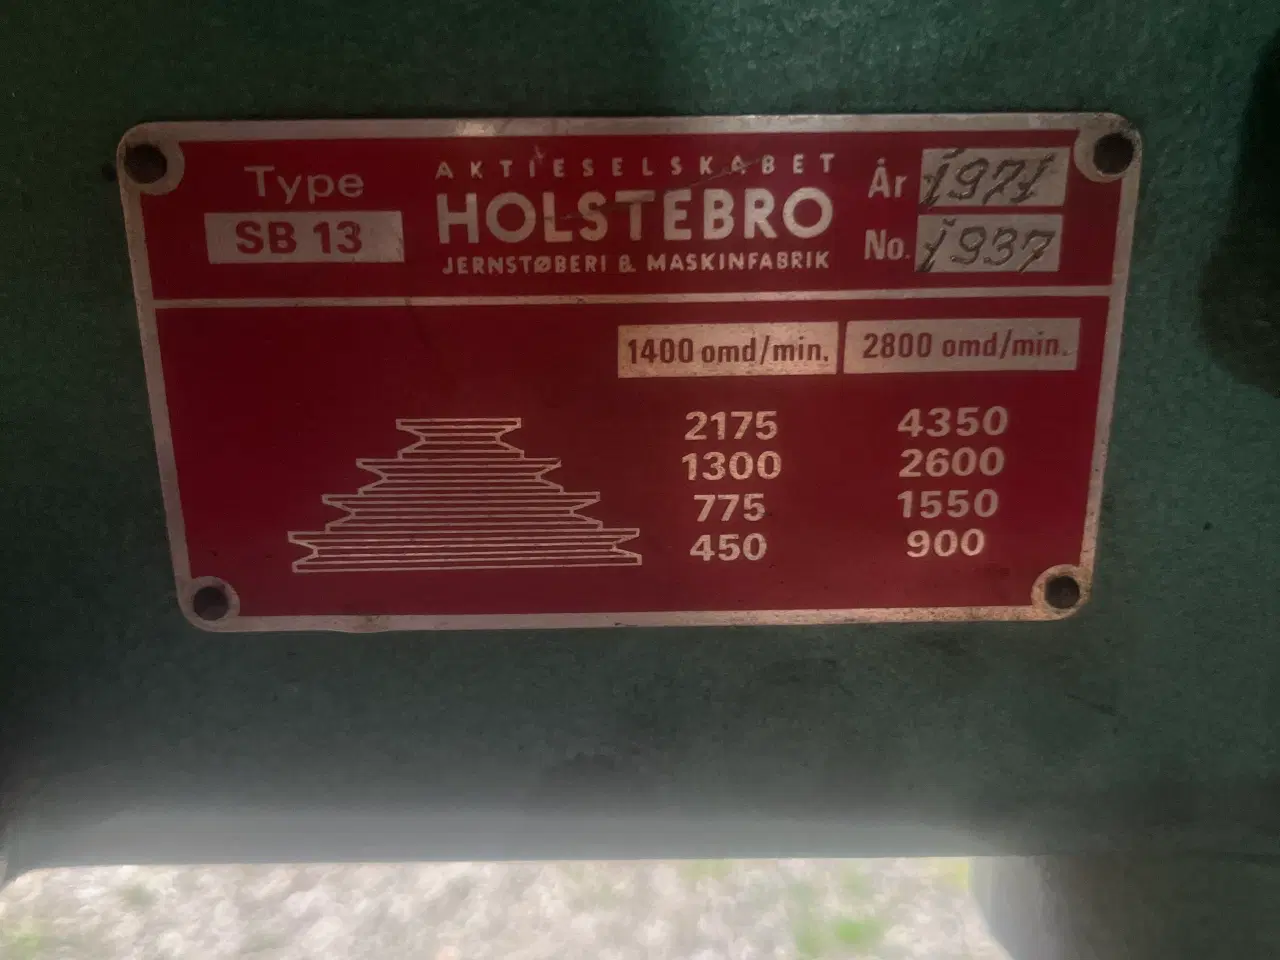 Type
SB 13
AKTIESELSKABET
HOLSTEBRO
JERNSTØBERI & MASKINFABRIK
År 1971
No. 1937
1400 omd/min. 2800 omd/min.
2175 4350
1300 2600
775 1550
450 900